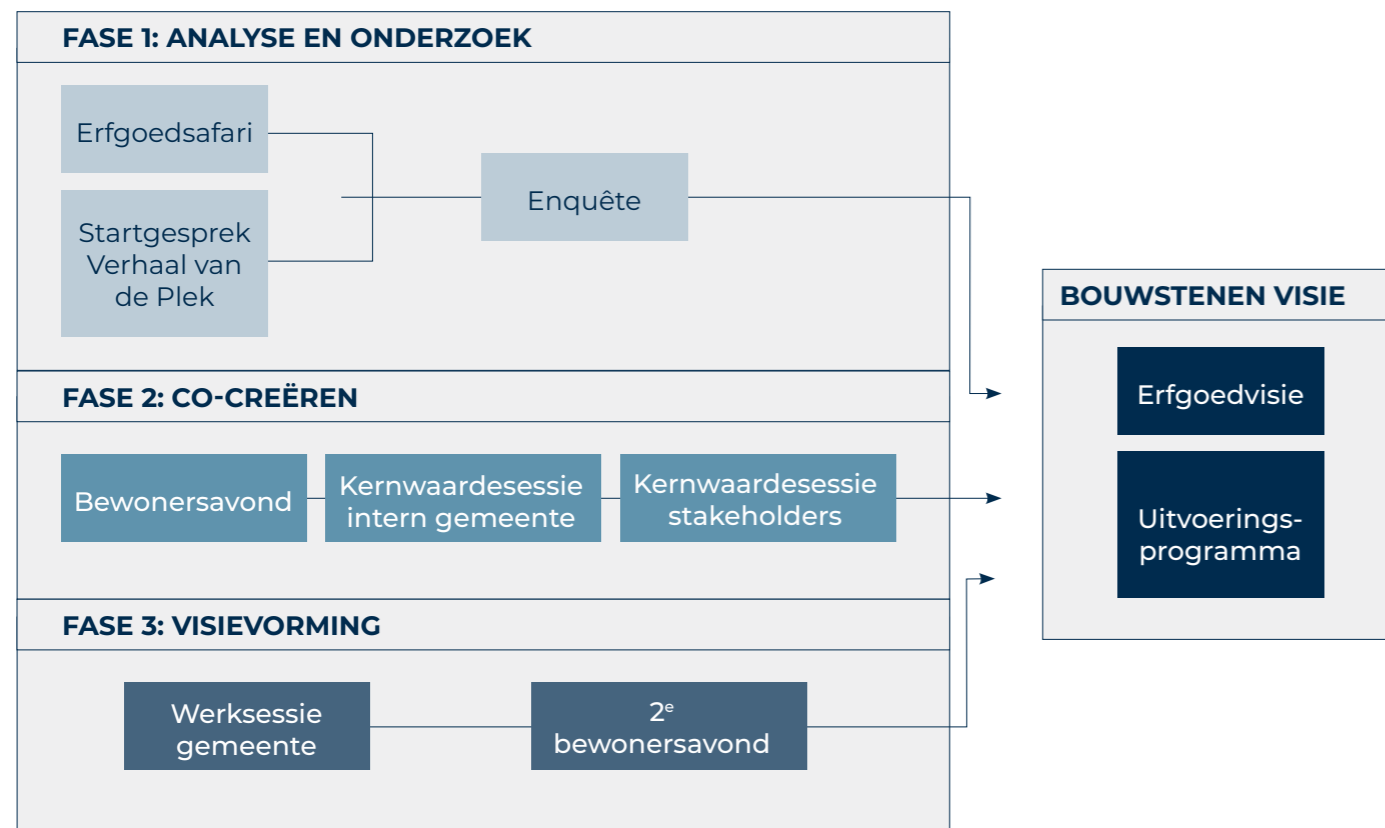 FASE 1: ANALYSE EN ONDERZOEK
Erfgoedsafari
Startgesprek
Verhaal van
de Plek
Enquête
FASE 2: CO-CREËREN
Bewonersavond
Kernwaardesessie
intern gemeente
Kernwaardesessie
stakeholders
FASE 3: VISIEVORMING
Werksessie
gemeente
2e
bewonersavond
BOUWSTENEN VISIE
Erfgoedvisie
Uitvoerings-
programma